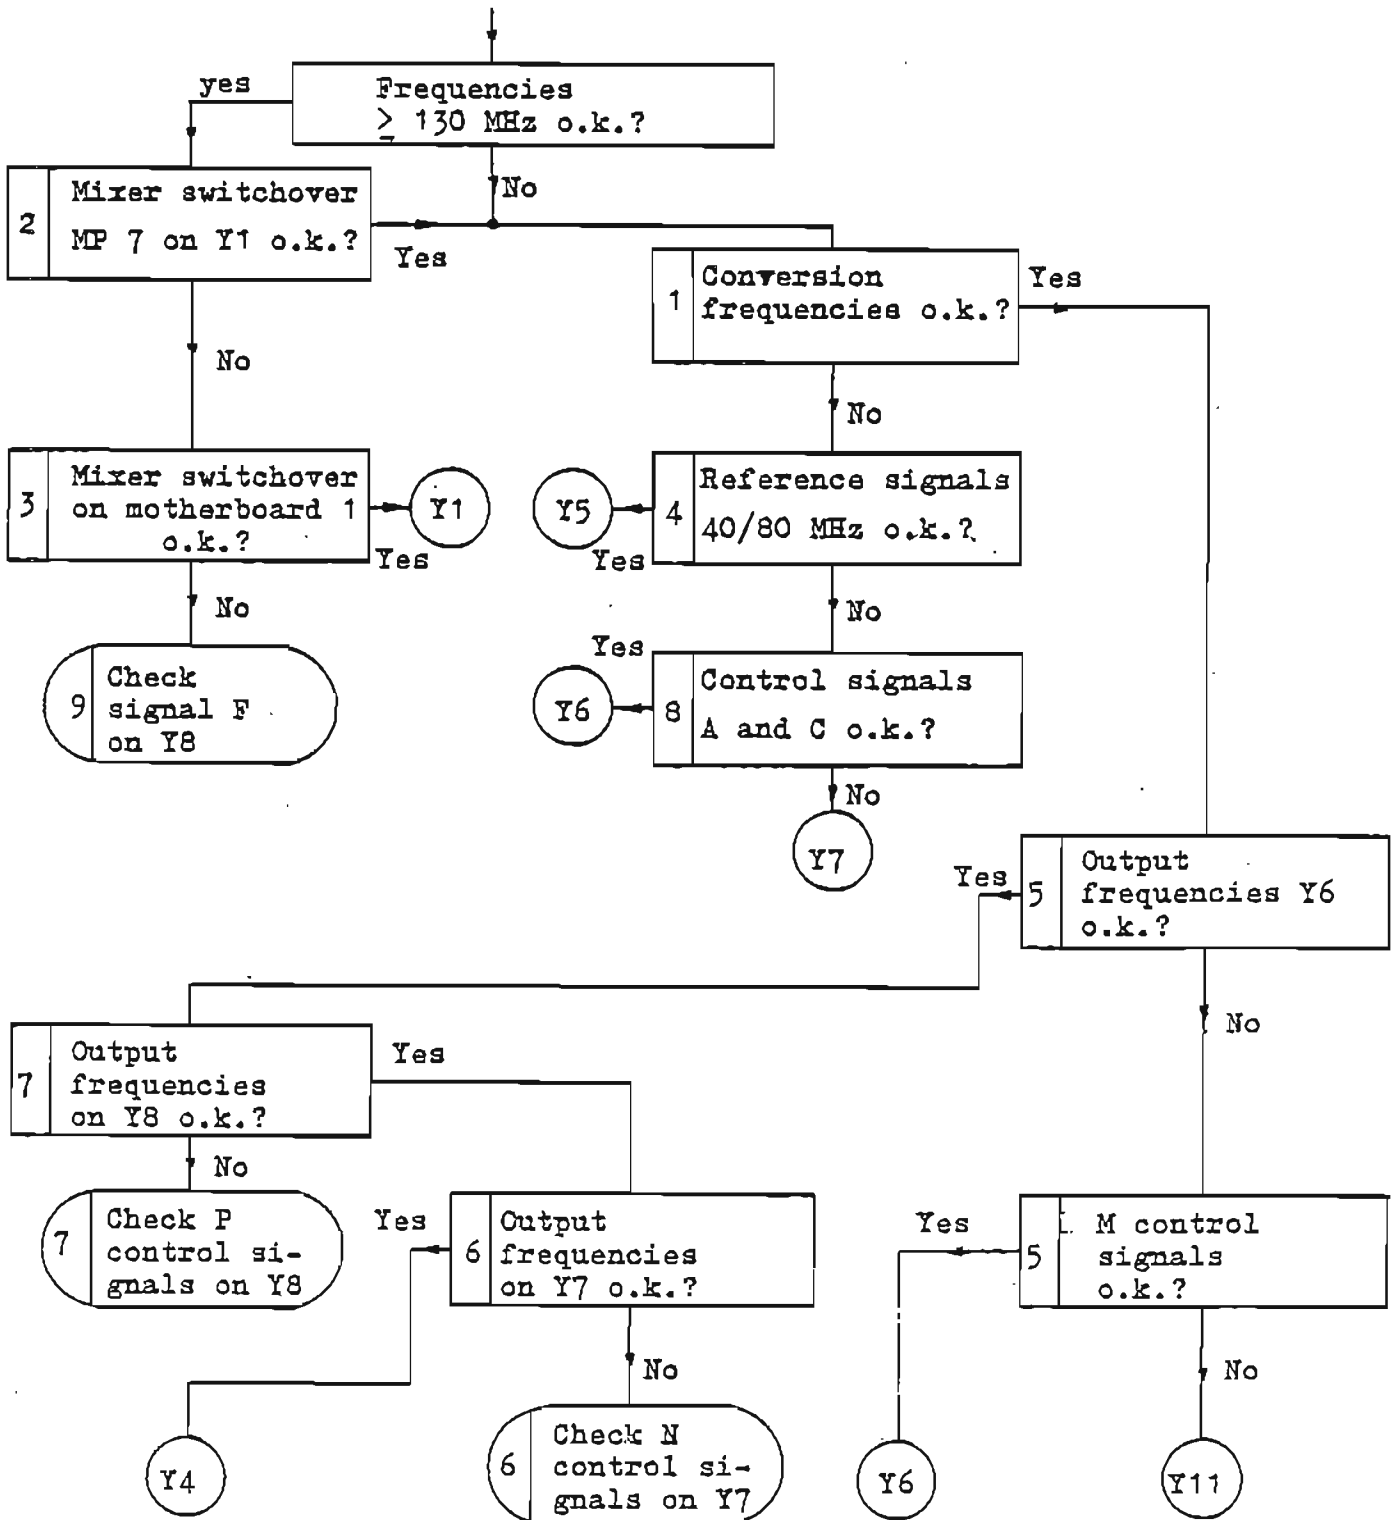 yes
Frequencies
≥ 130 MHz o.k.?
No
2
Mixer switchover
MP 7 on Y1 o.k.?
Yes
No
1
Conversion
frequencies o.k.?
Yes
No
3
Mixer switchover
on motherboard 1
o.k.?
Yes
Y1
No
Y5
Yes
4
Reference signals
40/80 MHz o.k.?
No
9
Check
signal F
on Y8
Yes
Y6
8
Control signals
A and C o.k.?
No
Y7
Yes
5
Output
frequencies Y6
o.k.?
No
7
Output
frequencies
on Y8 o.k.?
Yes
No
7
Check P
control si-
gnals on Y8
Yes
6
Output
frequencies
on Y7 o.k.?
No
Yes
5
M control
signals
o.k.?
No
Y4
6
Check N
control si-
gnals on Y7
Y6
Y11